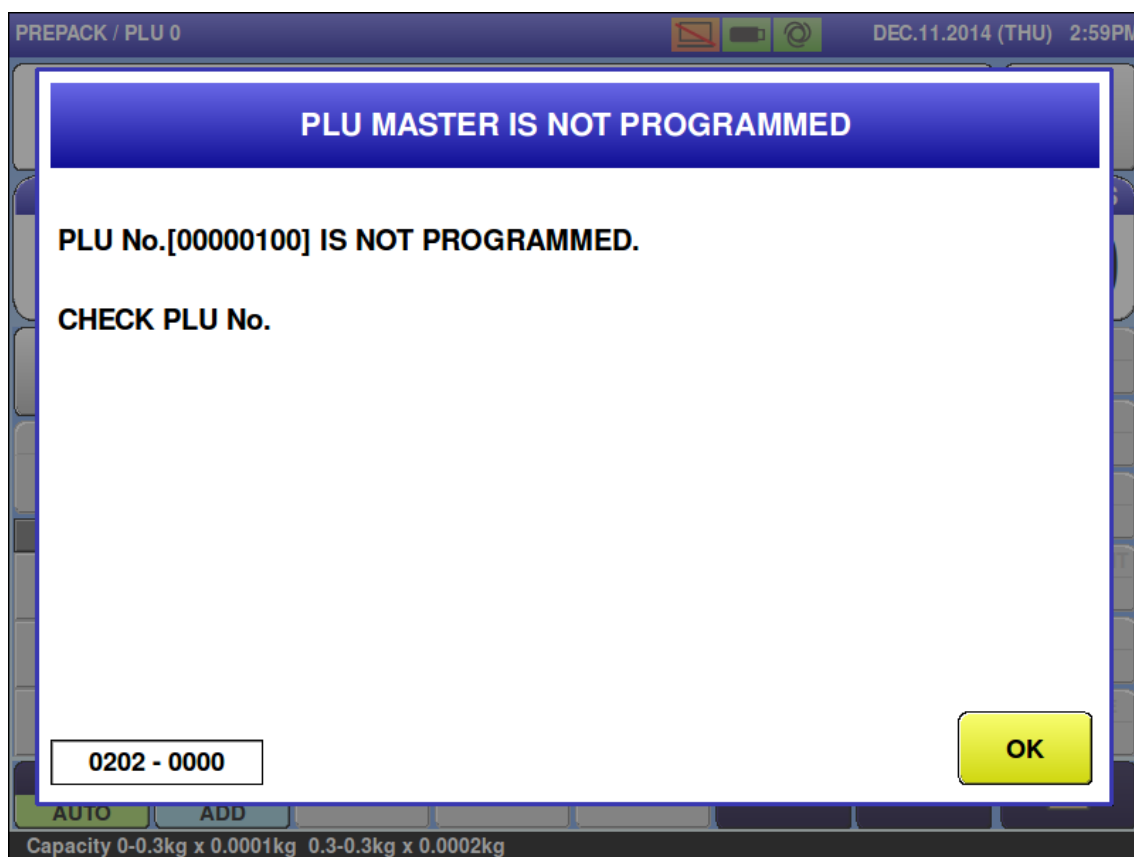 PREPACK / PLU 0 DEC.11.2014 (THU) 2:59PM
PLU MASTER IS NOT PROGRAMMED
PLU No.[00000100] IS NOT PROGRAMMED.
CHECK PLU No.
0202 - 0000
OK
AUTO ADD
Capacity 0-0.3kg x 0.0001kg 0.3-0.3kg x 0.0002kg